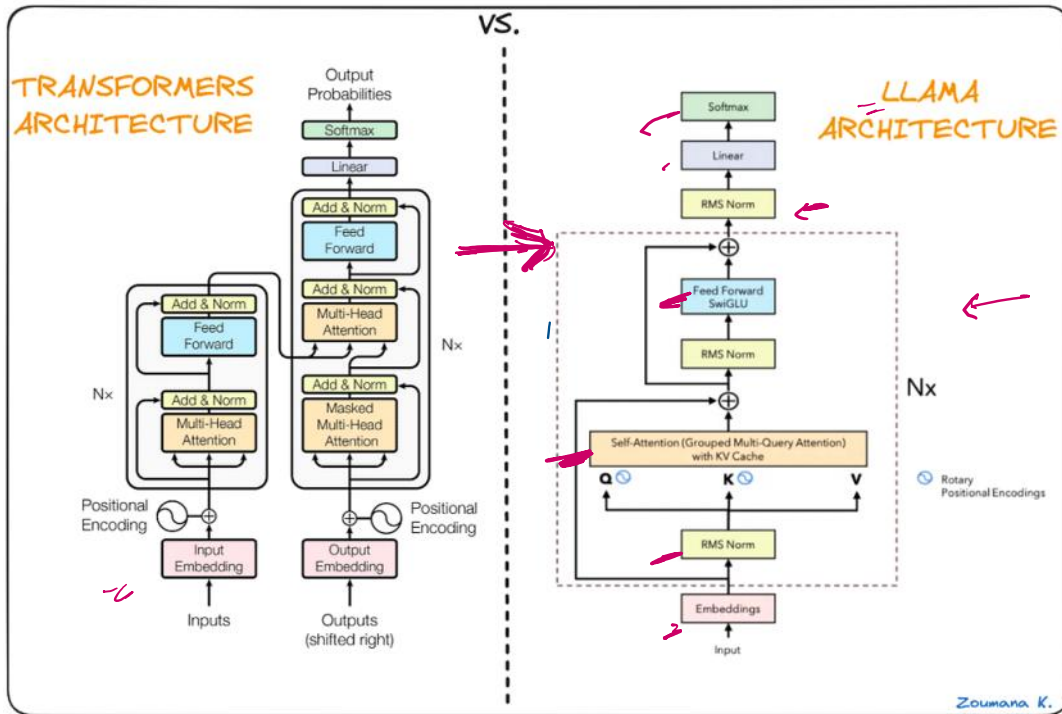 VS.
TRANSFORMERS
ARCHITECTURE
Output
Probabilities
Softmax
Linear
Add & Norm
Feed
Forward
Add & Norm
Multi-Head
Attention
Nx
Add & Norm
Masked
Multi-Head
Attention
Add & Norm
Feed
Forward
Nx
Add & Norm
Multi-Head
Attention
Positional
Encoding
Positional
Encoding
Input
Embedding
Output
Embedding
Inputs
Outputs
(shifted right)
LLAMA
ARCHITECTURE
Softmax
Linear
RMS Norm
Feed Forward
SwiGLU
RMS Norm
Nx
Self-Attention (Grouped Multi-Query Attention)
with KV Cache
Q
K
V
Rotary
Positional Encodings
RMS Norm
Embeddings
Input
Zoumana K.